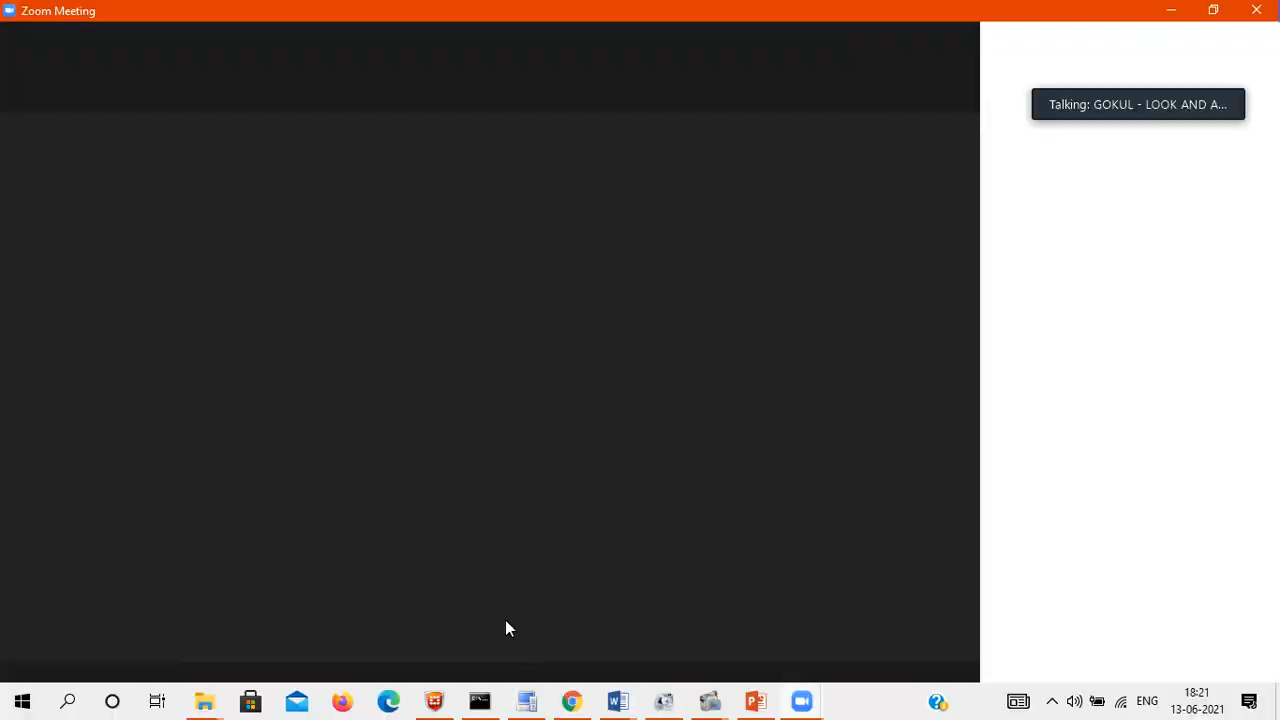 Zoom Meeting
Talking: GOKUL - LOOK AND A...
ENG
18:21
13-06-2021